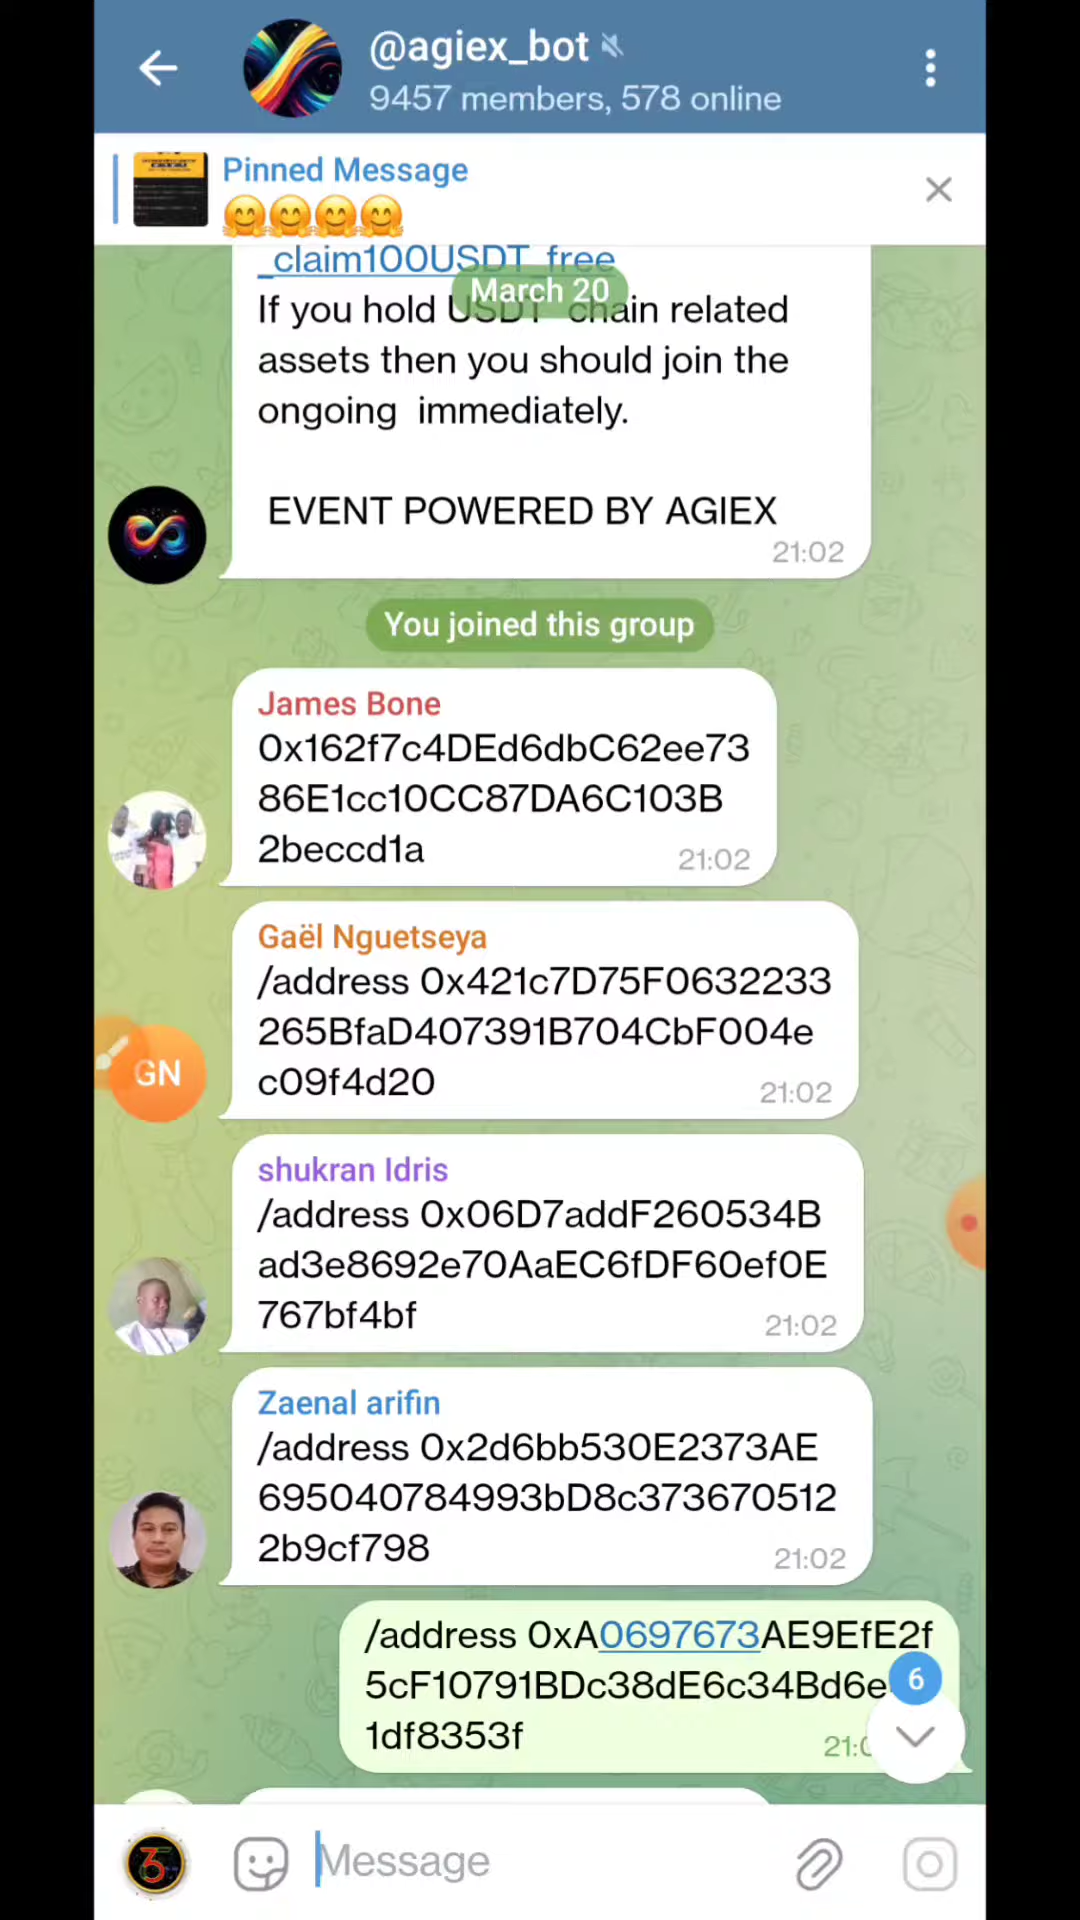 @agiex_bot
9457 members, 578 online
Pinned Message
🤗🤗🤗🤗
_claim100USDT_free
March 20
If you hold USDT chain related
assets then you should join the
ongoing immediately.
EVENT POWERED BY AGIEX
21:02
You joined this group
James Bone
0x162f7c4DEd6dbC62ee73
86E1cc10CC87DA6C103B
2beccd1a
21:02
Gaël Nguetseya
/address 0x421c7D75F0632233
265BfaD407391B704CbF004e
c09f4d20
21:02
GN
shukran Idris
/address 0x06D7addF260534B
ad3e8692e70AaEC6fDF60ef0E
767bf4bf
21:02
Zaenal arifin
/address 0x2d6bb530E2373AE
695040784993bD8c3736705 12
2b9cf798
21:02
/address 0xA0697673AE9EfE2f
5cF10791BDc38dE6c34Bd6e
1df8353f
6
Message